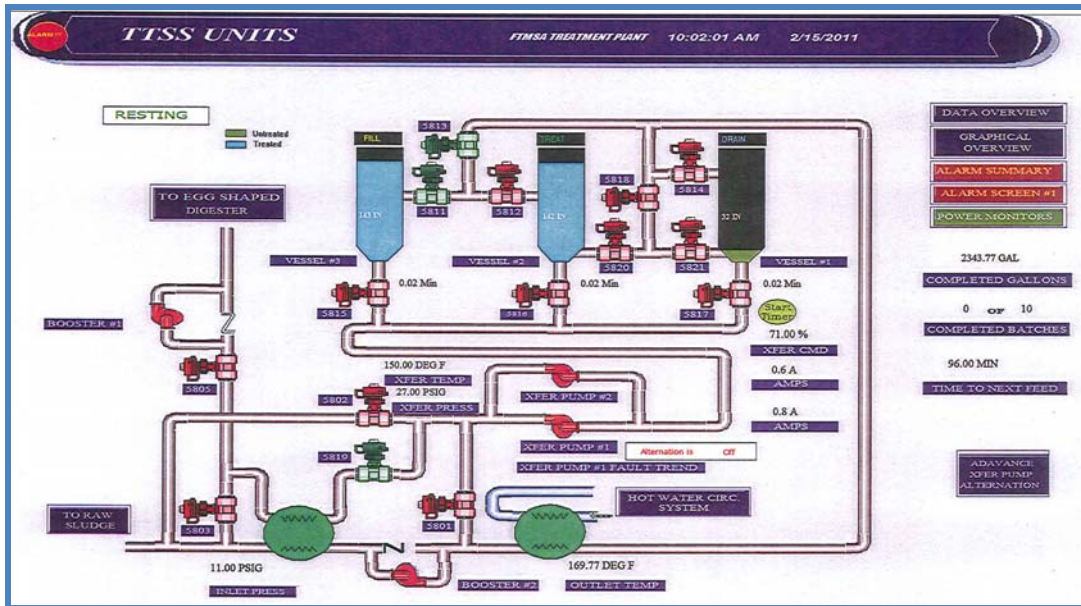 ALARM
TTSS UNITS
FTMSA TREATMENT PLANT
10:02:01 AM
2/15/2011
RESTING
Untreated
Treated
FILL
TREAT
DRAIN
5813
5811
5812
5818
5814
5820
5821
143 IN
142 IN
32 IN
VESSEL #3
VESSEL #2
VESSEL #1
0.02 Min
0.02 Min
0.02 Min
5815
5816
5817
Start Timer
71.00 %
XFER CMD
0.6 A
AMPS
0.8 A
AMPS
DATA OVERVIEW
GRAPHICAL
OVERVIEW
ALARM SUMMARY
ALARM SCREEN #1
POWER MONITORS
2343.77 GAL
COMPLETED GALLONS
0 OF 10
COMPLETED BATCHES
96.00 MIN
TIME TO NEXT FEED
ADAVANCE
XFER PUMP
ALTERNATION
TO EGG SHAPED
DIGESTER
BOOSTER #1
5805
150.00 DEG F
XFER TEMP
27.00 PSIG
XFER PRESS
5802
5819
XFER PUMP #2
XFER PUMP #1
Alternation is Off
XFER PUMP #1 FAULT TREND
HOT WATER CIRC.
SYSTEM
TO RAW
SLUDGE
5803
5801
11.00 PSIG
INLET PRESS
BOOSTER #2
169.77 DEG F
OUTLET TEMP